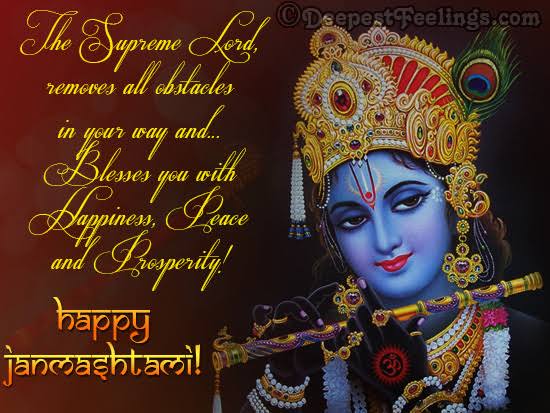 ©DeepestFeelings.com
The Supreme Lord,
removes all obstacles
in your way and...
Blesses you with
Happiness, Peace
and Prosperity!
Happy
Janmashtami!
ॐ